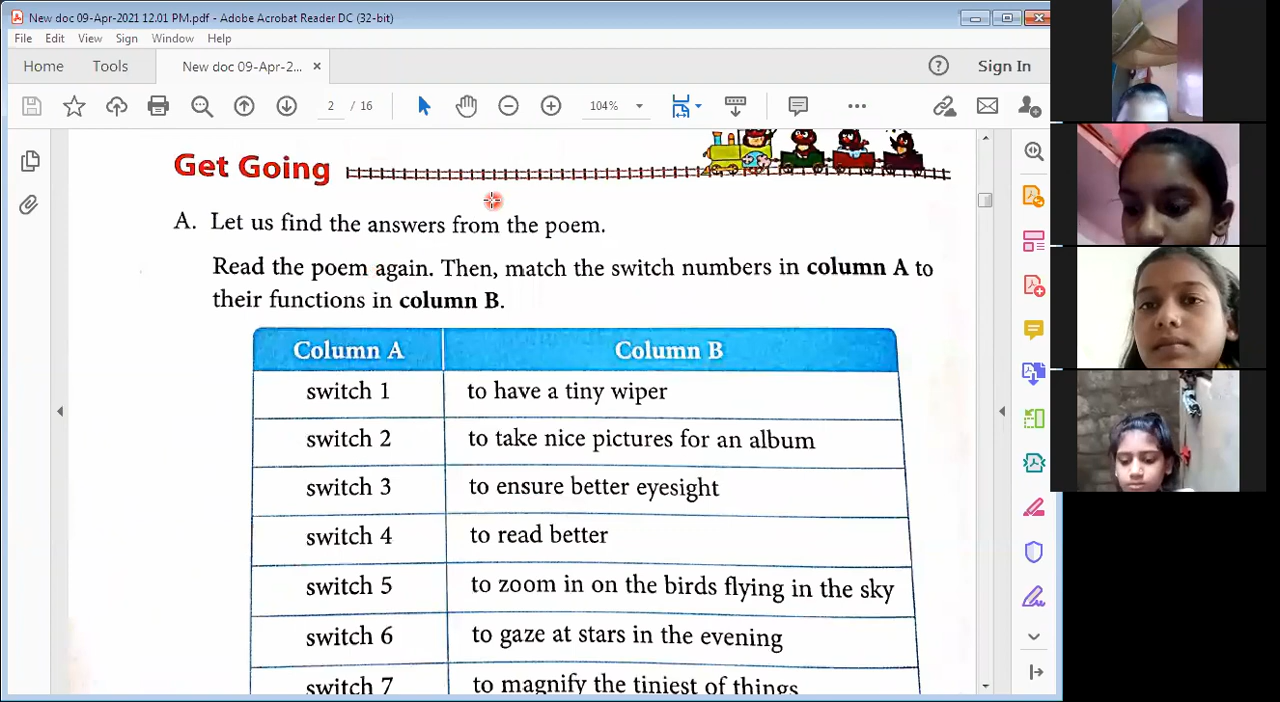 New doc 09-Apr-2021 12.01 PM.pdf - Adobe Acrobat Reader DC (32-bit)
File Edit View Sign Window Help
Home Tools New doc 09-Apr-2... × Sign In
2 / 16 104%
Get Going
A. Let us find the answers from the poem.
Read the poem again. Then, match the switch numbers in column A to
their functions in column B.
Column A Column B
switch 1 to have a tiny wiper
switch 2 to take nice pictures for an album
switch 3 to ensure better eyesight
switch 4 to read better
switch 5 to zoom in on the birds flying in the sky
switch 6 to gaze at stars in the evening
switch 7 to magnify the tiniest of things